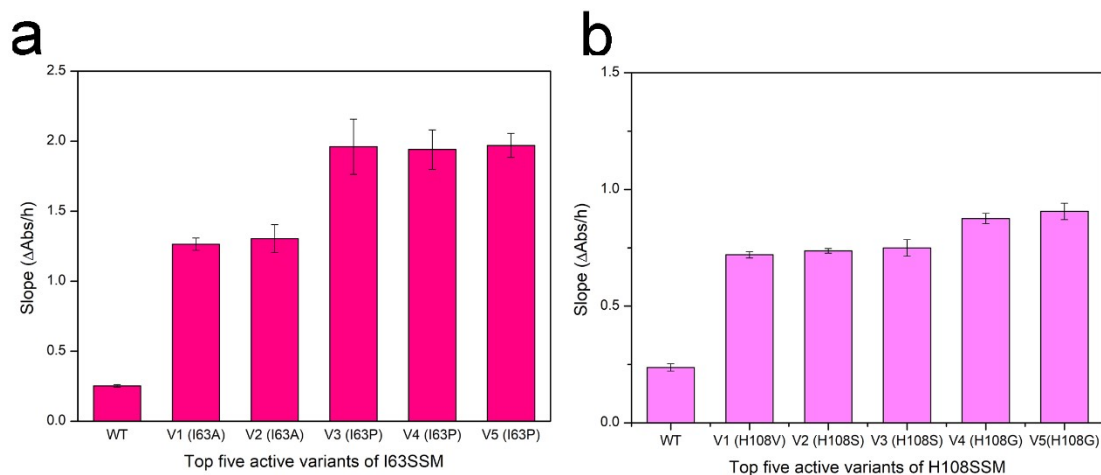 a
Slope (ΔAbs/h)
2.5
2.0
1.5
1.0
0.5
0.0
WT V1 (I63A) V2 (I63A) V3 (I63P) V4 (I63P) V5 (I63P)
Top five active variants of I63SSM
b
Slope (ΔAbs/h)
1.5
1.0
0.5
0.0
WT V1 (H108V) V2 (H108S) V3 (H108S) V4 (H108G) V5(H108G)
Top five active variants of H108SSM